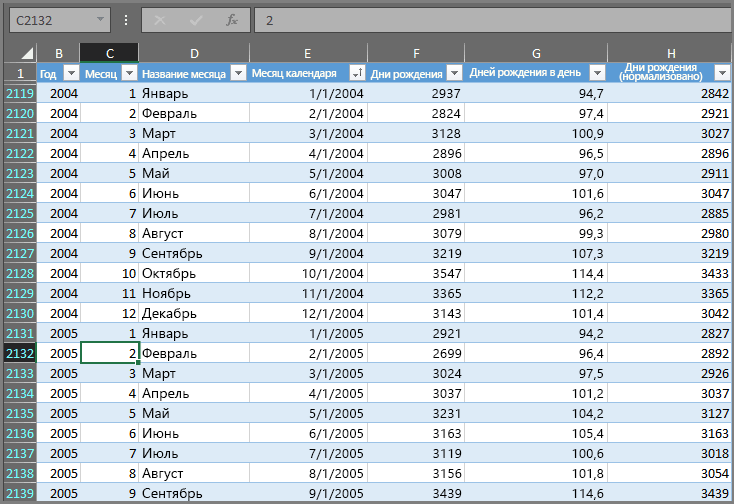 C2132 fx 2
B C D E F G H
1 Год Месяц Название месяца Месяц календаря Дни рождения Дней рождения в день Дни рождения (нормализовано)
2119 2004 1 Январь 1/1/2004 2937 94,7 2842
2120 2004 2 Февраль 2/1/2004 2824 97,4 2921
2121 2004 3 Март 3/1/2004 3128 100,9 3027
2122 2004 4 Апрель 4/1/2004 2896 96,5 2896
2123 2004 5 Май 5/1/2004 3008 97,0 2911
2124 2004 6 Июнь 6/1/2004 3047 101,6 3047
2125 2004 7 Июль 7/1/2004 2981 96,2 2885
2126 2004 8 Август 8/1/2004 3079 99,3 2980
2127 2004 9 Сентябрь 9/1/2004 3219 107,3 3219
2128 2004 10 Октябрь 10/1/2004 3547 114,4 3433
2129 2004 11 Ноябрь 11/1/2004 3365 112,2 3365
2130 2004 12 Декабрь 12/1/2004 3143 101,4 3042
2131 2005 1 Январь 1/1/2005 2921 94,2 2827
2132 2005 2 Февраль 2/1/2005 2699 96,4 2892
2133 2005 3 Март 3/1/2005 3024 97,5 2926
2134 2005 4 Апрель 4/1/2005 3037 101,2 3037
2135 2005 5 Май 5/1/2005 3231 104,2 3127
2136 2005 6 Июнь 6/1/2005 3163 105,4 3163
2137 2005 7 Июль 7/1/2005 3119 100,6 3018
2138 2005 8 Август 8/1/2005 3156 101,8 3054
2139 2005 9 Сентябрь 9/1/2005 3439 114,6 3439